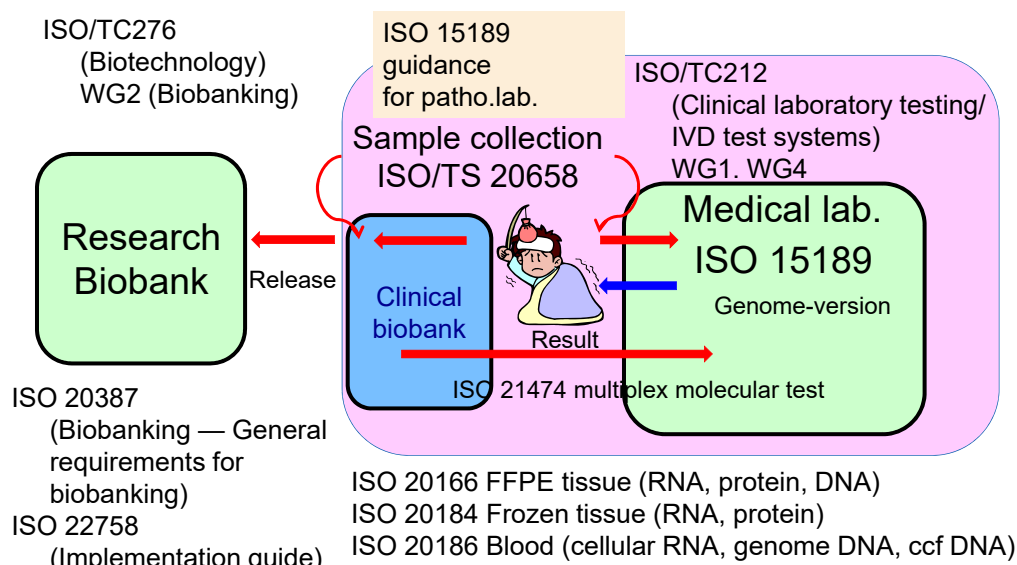 ISO/TC276
(Biotechnology)
WG2 (Biobanking)
ISO 15189
guidance
for patho.lab.
ISO/TC212
(Clinical laboratory testing/
IVD test systems)
WG1. WG4
Sample collection
ISO/TS 20658
Research
Biobank
Release
Clinical
biobank
Result
Medical lab.
ISO 15189
Genome-version
ISO 21474 multiplex molecular test
ISO 20387
(Biobanking — General
requirements for
biobanking)
ISO 22758
(Implementation guide)
ISO 20166 FFPE tissue (RNA, protein, DNA)
ISO 20184 Frozen tissue (RNA, protein)
ISO 20186 Blood (cellular RNA, genome DNA, ccf DNA)